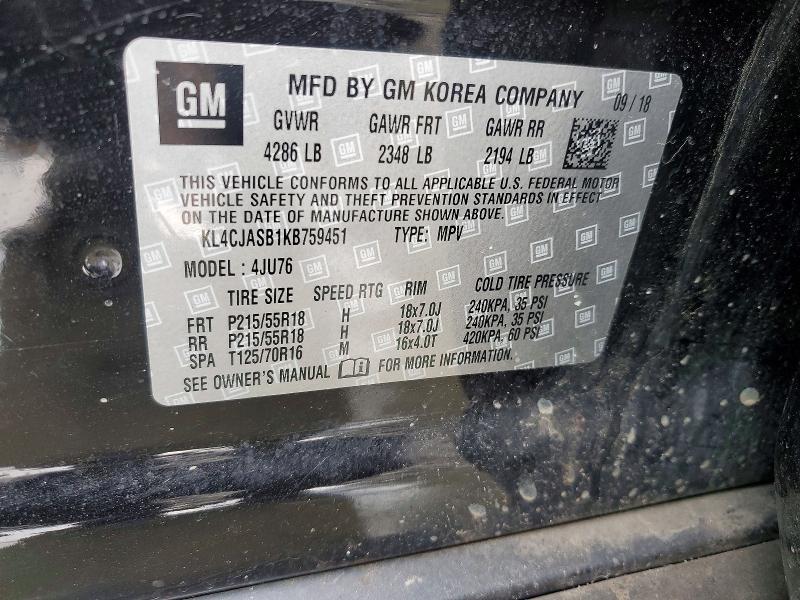 GM
MFD BY GM KOREA COMPANY 09/18
GVWR GAWR FRT GAWR RR
4286 LB 2348 LB 2194 LB
THIS VEHICLE CONFORMS TO ALL APPLICABLE U.S. FEDERAL MOTOR
VEHICLE SAFETY AND THEFT PREVENTION STANDARDS IN EFFECT
ON THE DATE OF MANUFACTURE SHOWN ABOVE.
KL4CJASB1KB759451 TYPE: MPV
MODEL : 4JU76
TIRE SIZE SPEED RTG RIM COLD TIRE PRESSURE
FRT P215/55R18 H 18x7.0J 240KPA, 35 PSI
RR P215/55R18 H 18x7.0J 240KPA, 35 PSI
SPA T125/70R16 M 16x4.0T 420KPA, 60 PSI
SEE OWNER'S MANUAL FOR MORE INFORMATION.